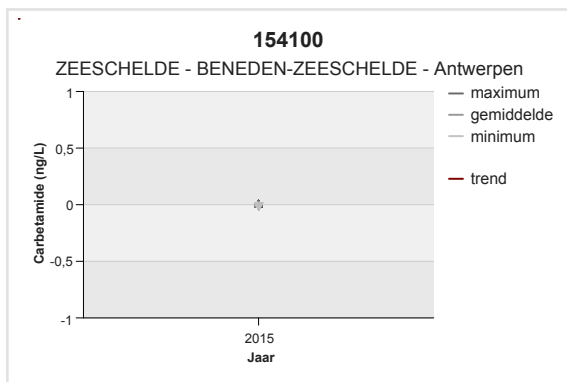 154100
ZEESCHELDE - BENEDEN-ZEESCHELDE - Antwerpen
maximum
gemiddelde
minimum
trend
Carbetamide (ng/L)
1
0,5
0
-0,5
-1
2015
Jaar